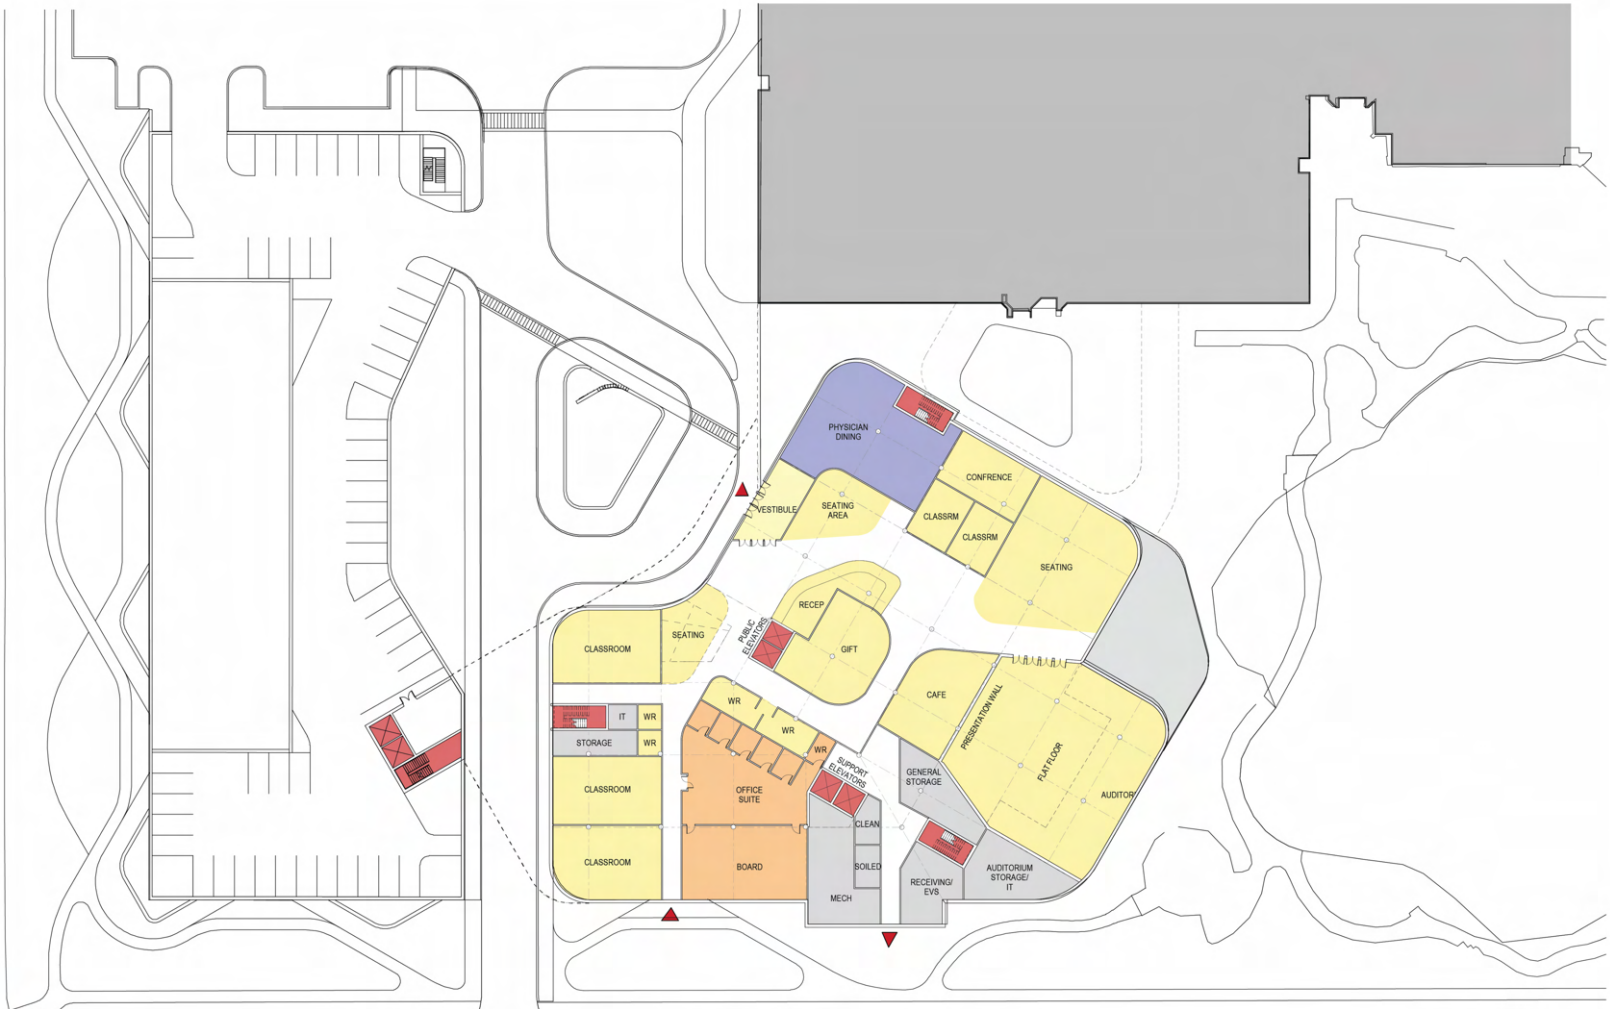 PHYSICIAN
DINING
CONFRENCE
VESTIBULE
SEATING
AREA
CLASSRM
CLASSRM
SEATING
RECEP
PUBLIC
ELEVATORS
GIFT
SEATING
CLASSROOM
CAFE
PRESENTATION WALL
FLAT FLOOR
AUDITOR
WR
WR
WR
IT
WR
STORAGE
WR
SUPPORT
ELEVATORS
GENERAL
STORAGE
CLASSROOM
OFFICE
SUITE
CLEAN
SOILED
CLASSROOM
BOARD
MECH
RECEIVING/
EVS
AUDITORIUM
STORAGE/
IT